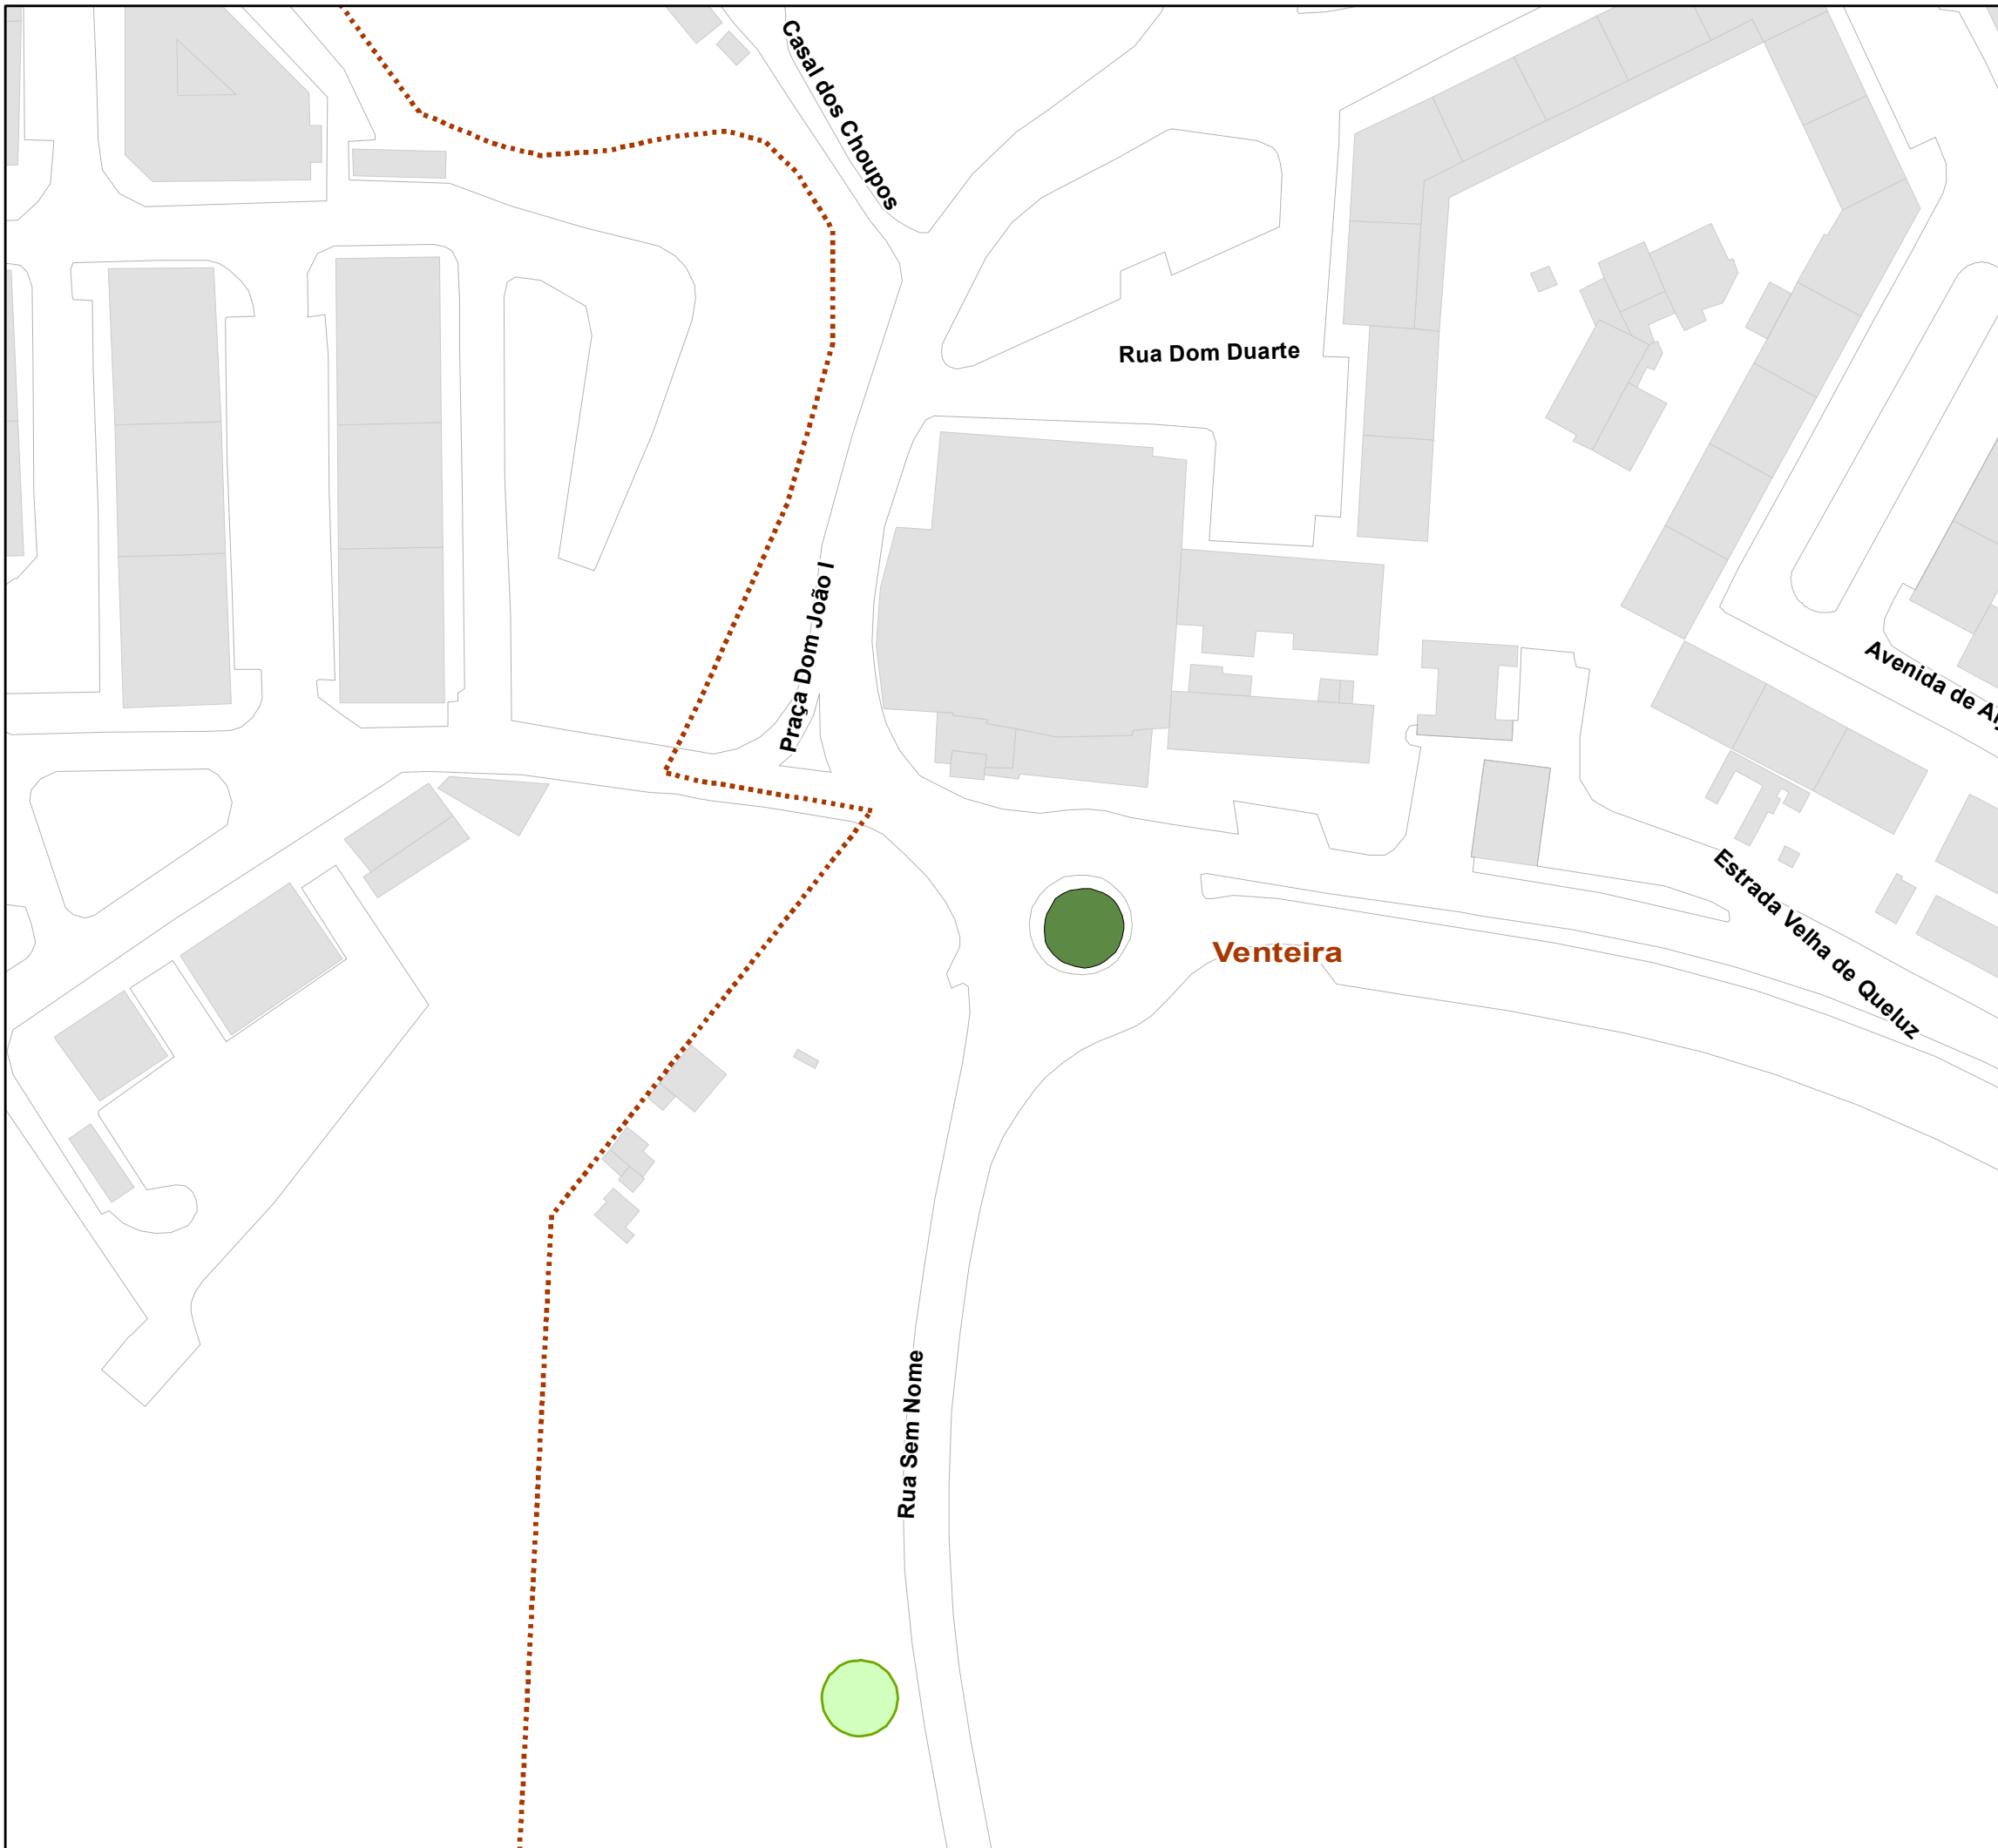 Casal dos Choupos
Rua Dom Duarte
Praça Dom João I
Avenida de
Estrada Velha de Queluz
Venteira
Rua Sem Nome